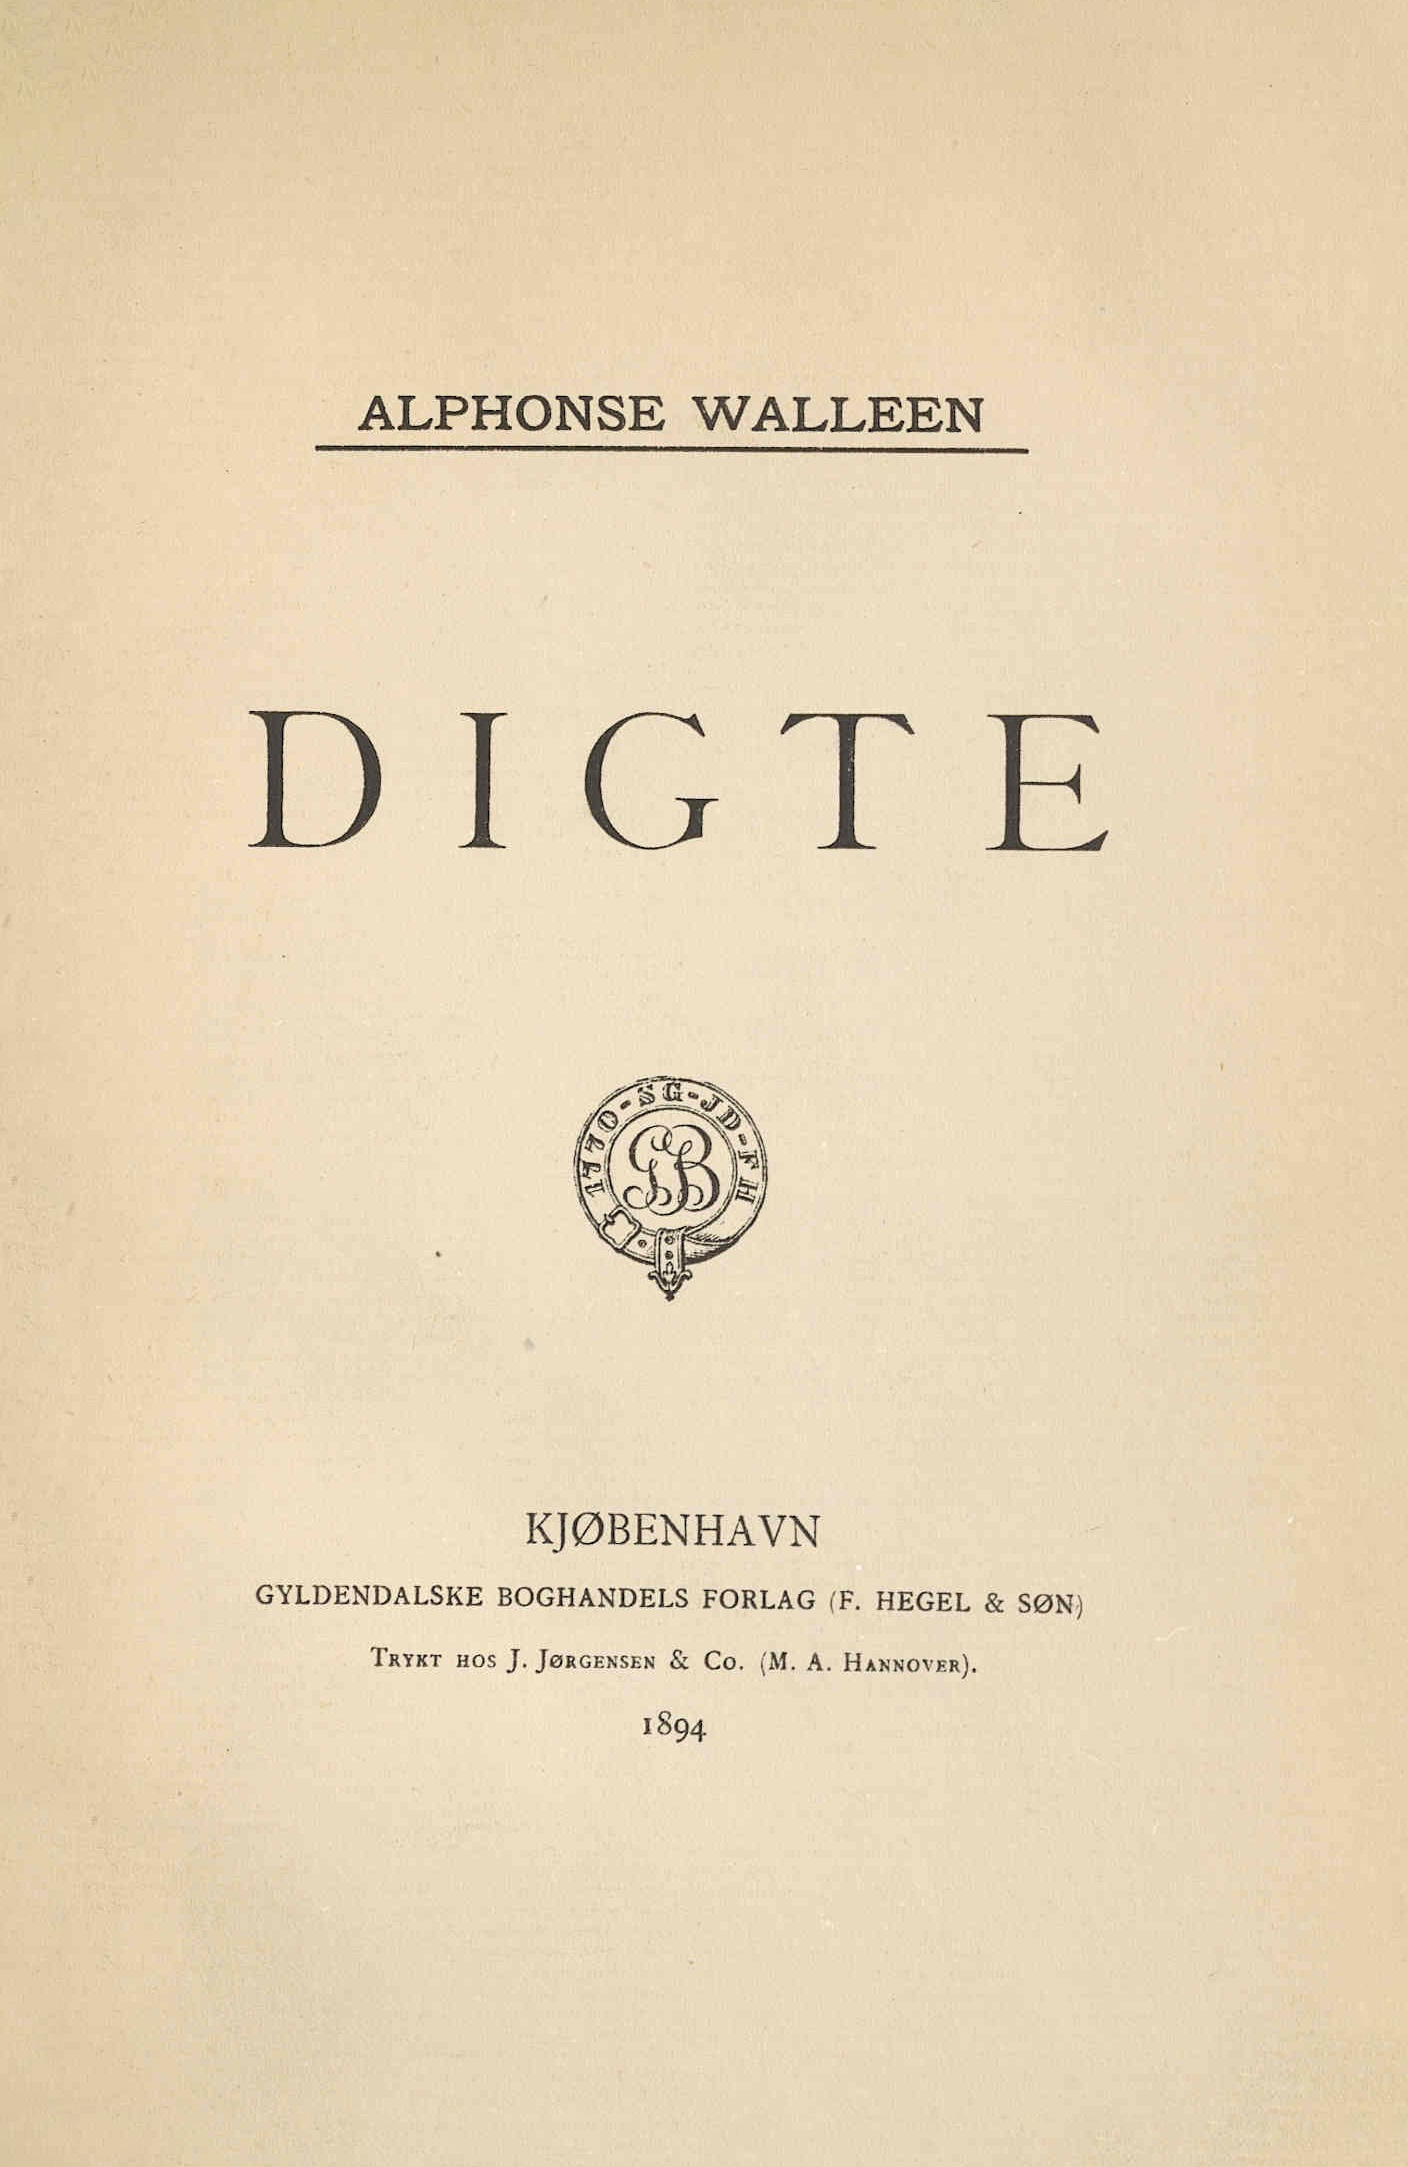 ALPHONSE WALLEEN
DIGTE
1770-SG-JD-FH
GB
KJØBENHAVN
GYLDENDALSKE BOGHANDELS FORLAG (F. HEGEL & SØN)
TRYKT HOS J. JØRGENSEN & CO. (M. A. HANNOVER).
1894